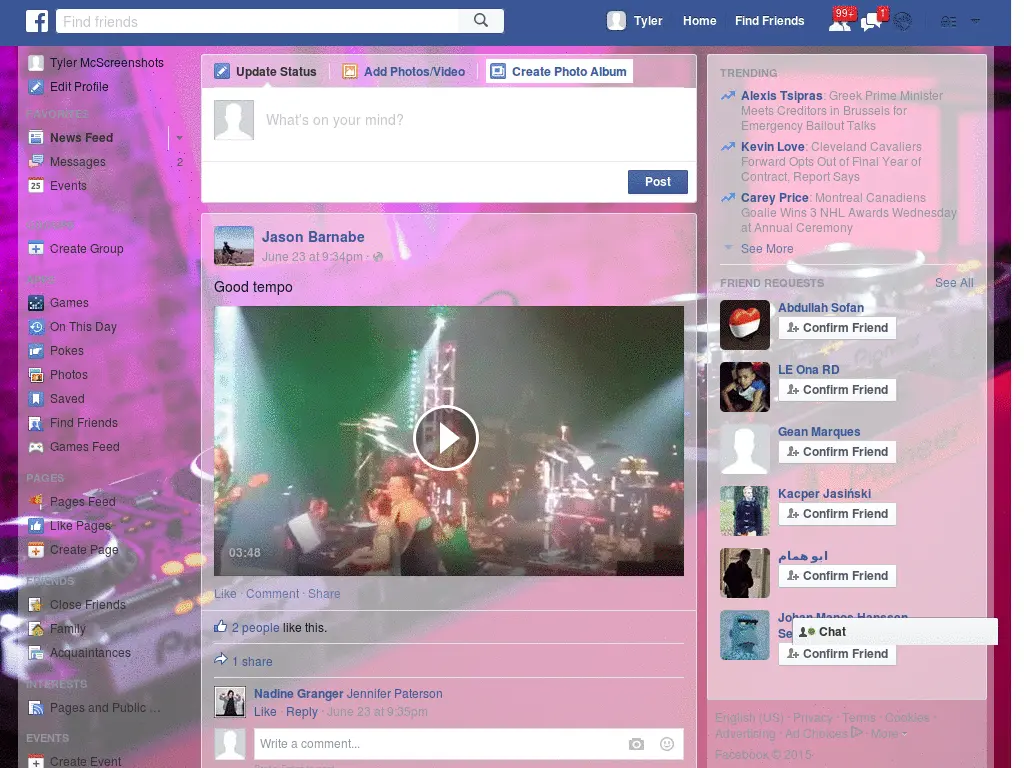 f
Find friends
Tyler
Home
Find Friends
99+
1
Tyler McScreenshots
Edit Profile
FAVORITES
News Feed
Messages
2
25
Events
Create Group
Games
On This Day
Pokes
Photos
Saved
Find Friends
Games Feed
PAGES
Pages Feed
Like Pages
Create Page
FRIENDS
Close Friends
Family
Acquaintances
INTERESTS
Pages and Public ...
EVENTS
Create Event
Update Status
Add Photos/Video
Create Photo Album
What's on your mind?
Post
Jason Barnabe
June 23 at 9:34pm ·
Good tempo
03:48
Like · Comment · Share
2 people like this.
1 share
Nadine Granger Jennifer Paterson
Like · Reply · June 23 at 9:35pm
Write a comment...
TRENDING
Alexis Tsipras: Greek Prime Minister
Meets Creditors in Brussels for
Emergency Bailout Talks
Kevin Love: Cleveland Cavaliers
Forward Opts Out of Final Year of
Contract, Report Says
Carey Price: Montreal Canadiens
Goalie Wins 3 NHL Awards Wednesday
at Annual Ceremony
See More
FRIEND REQUESTS
See All
Abdullah Sofan
Confirm Friend
LE Ona RD
Confirm Friend
Gean Marques
Confirm Friend
Kacper Jasiński
Confirm Friend
ابو همام
Confirm Friend
Johan Manos Hansson
Se
Chat
Confirm Friend
English (US) · Privacy · Terms · Cookies ·
Advertising · Ad Choices · More
Facebook © 2015